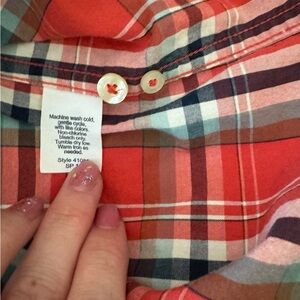 Machine wash cold,
gentle cycle,
with like colors.
Non-chlorine
bleach only.
Tumble dry low.
Warm iron as
needed.
Style
SP